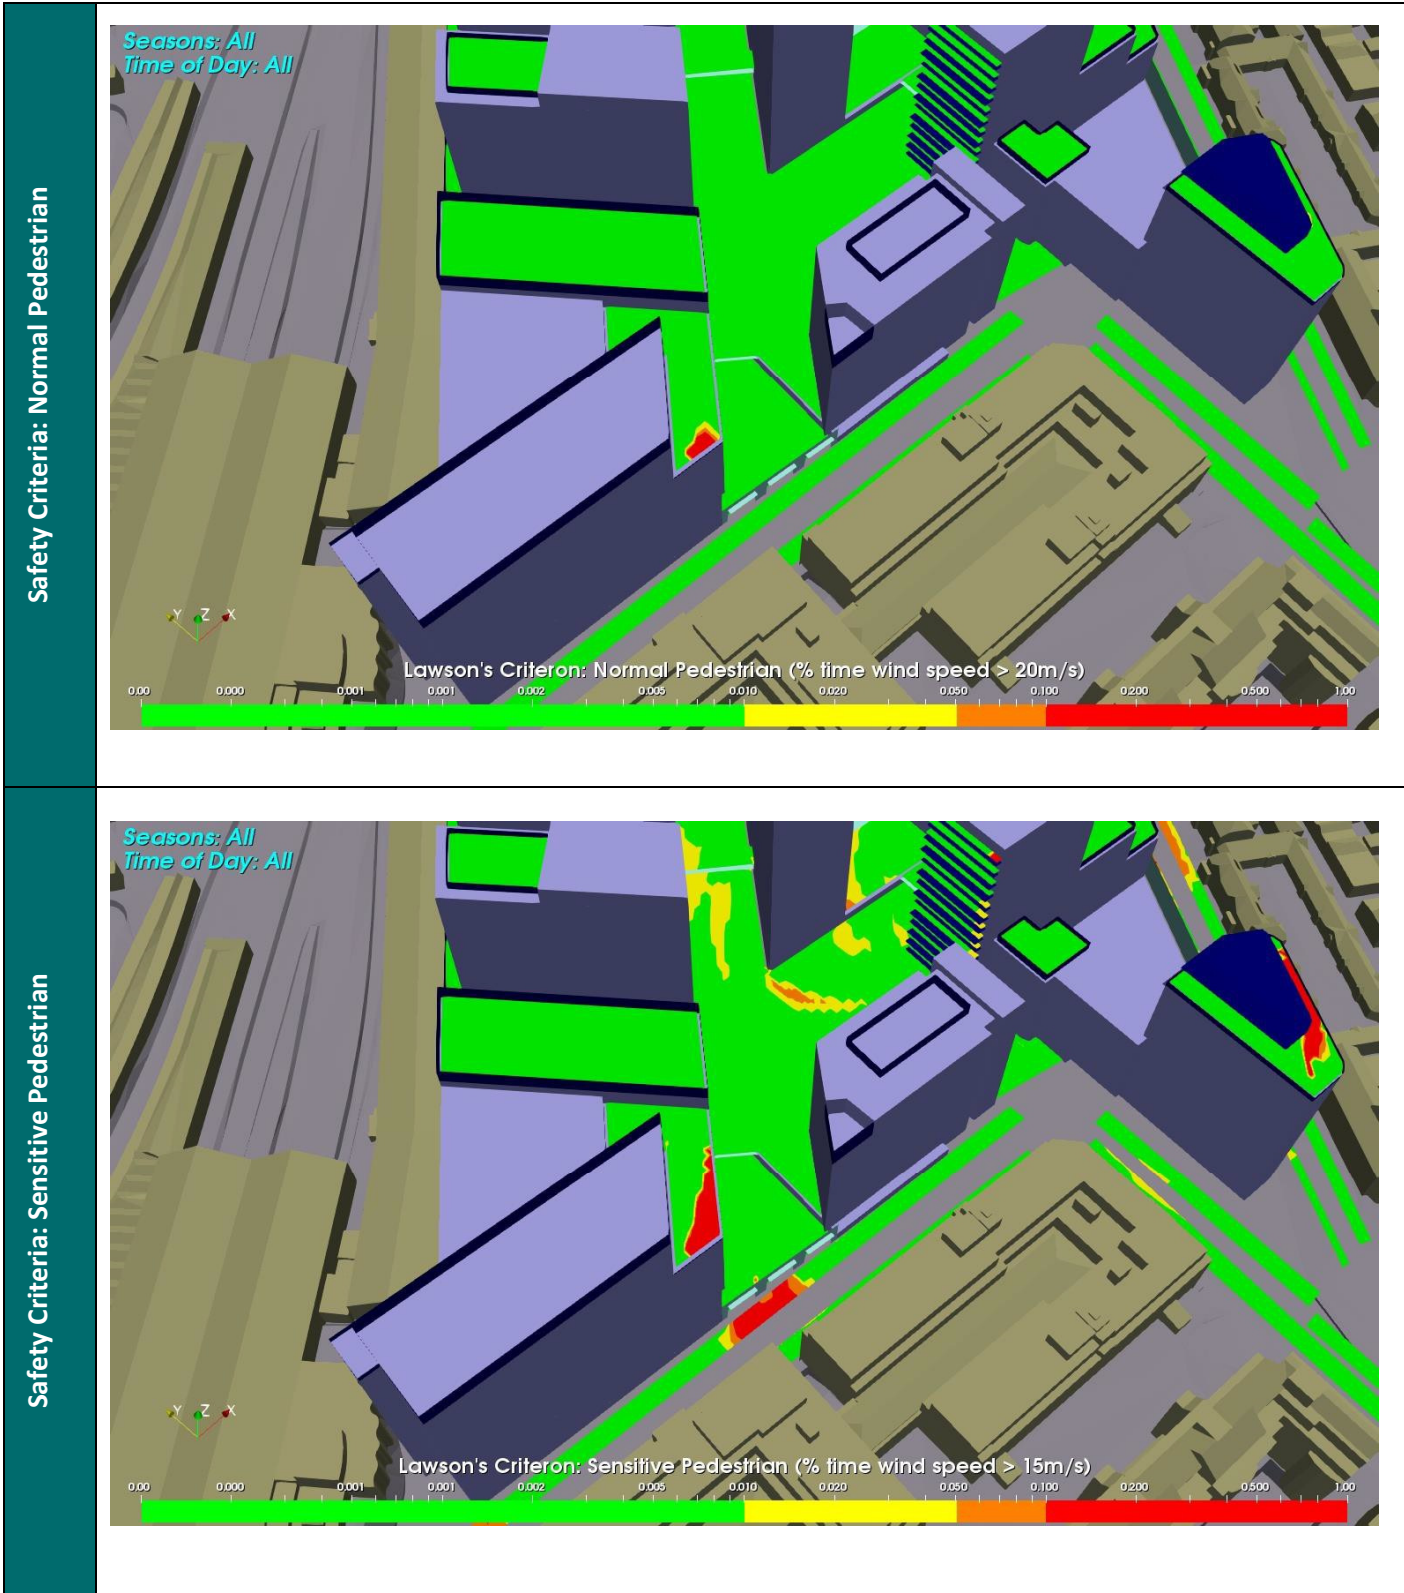 Safety Criteria: Normal Pedestrian
Seasons: All
Time of Day: All
Y Z X
Lawson's Criteron: Normal Pedestrian (% time wind speed > 20m/s)
0.00 0.000 0.001 0.001 0.002 0.005 0.010 0.020 0.050 0.100 0.200 0.500 1.00
Safety Criteria: Sensitive Pedestrian
Seasons: All
Time of Day: All
Y Z X
Lawson's Criteron: Sensitive Pedestrian (% time wind speed > 15m/s)
0.00 0.000 0.001 0.001 0.002 0.005 0.010 0.020 0.050 0.100 0.200 0.500 1.00